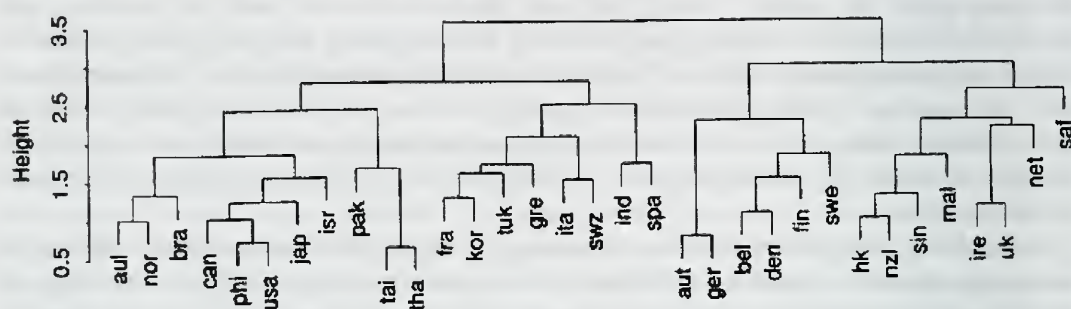 Height
3.5
2.5
1.5
0.5
aul
nor
bra
can
phi
usa
jap
isr
pak
tai
tha
fra
kor
tuk
gre
ita
swz
ind
spa
aut
ger
bel
den
fin
swe
hk
nzl
sin
mal
ire
uk
net
saf